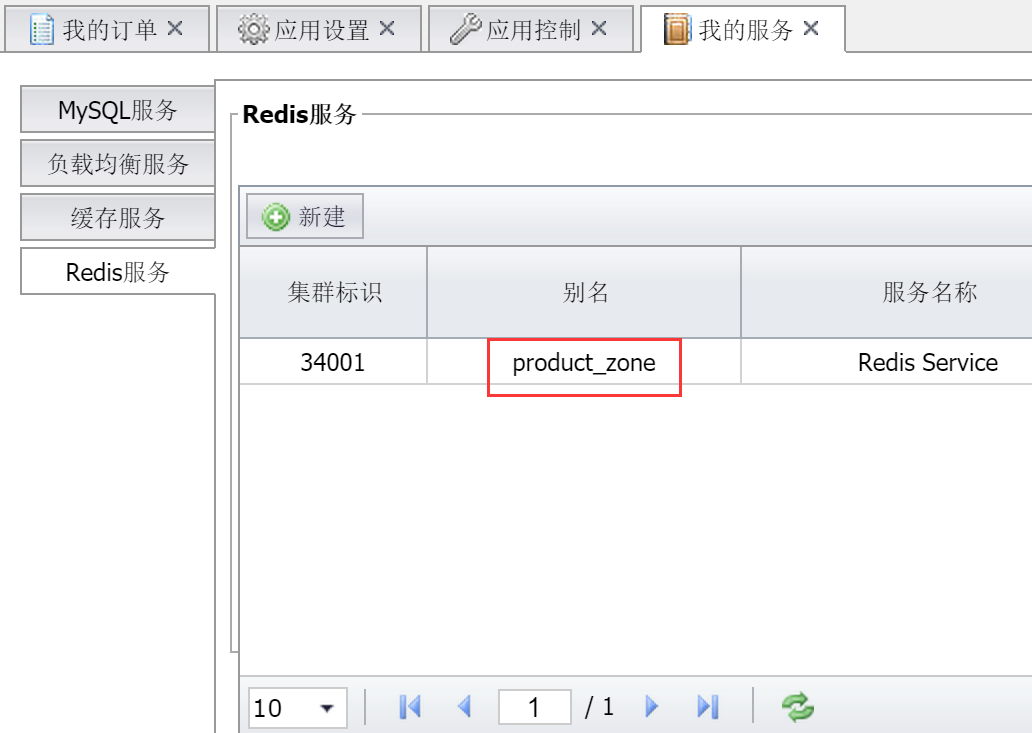 我的订单 应用设置 应用控制 我的服务
MySQL服务
负载均衡服务
缓存服务
Redis服务
Redis服务
新建
集群标识 别名 服务名称
34001 product_zone Redis Service
10 1 / 1